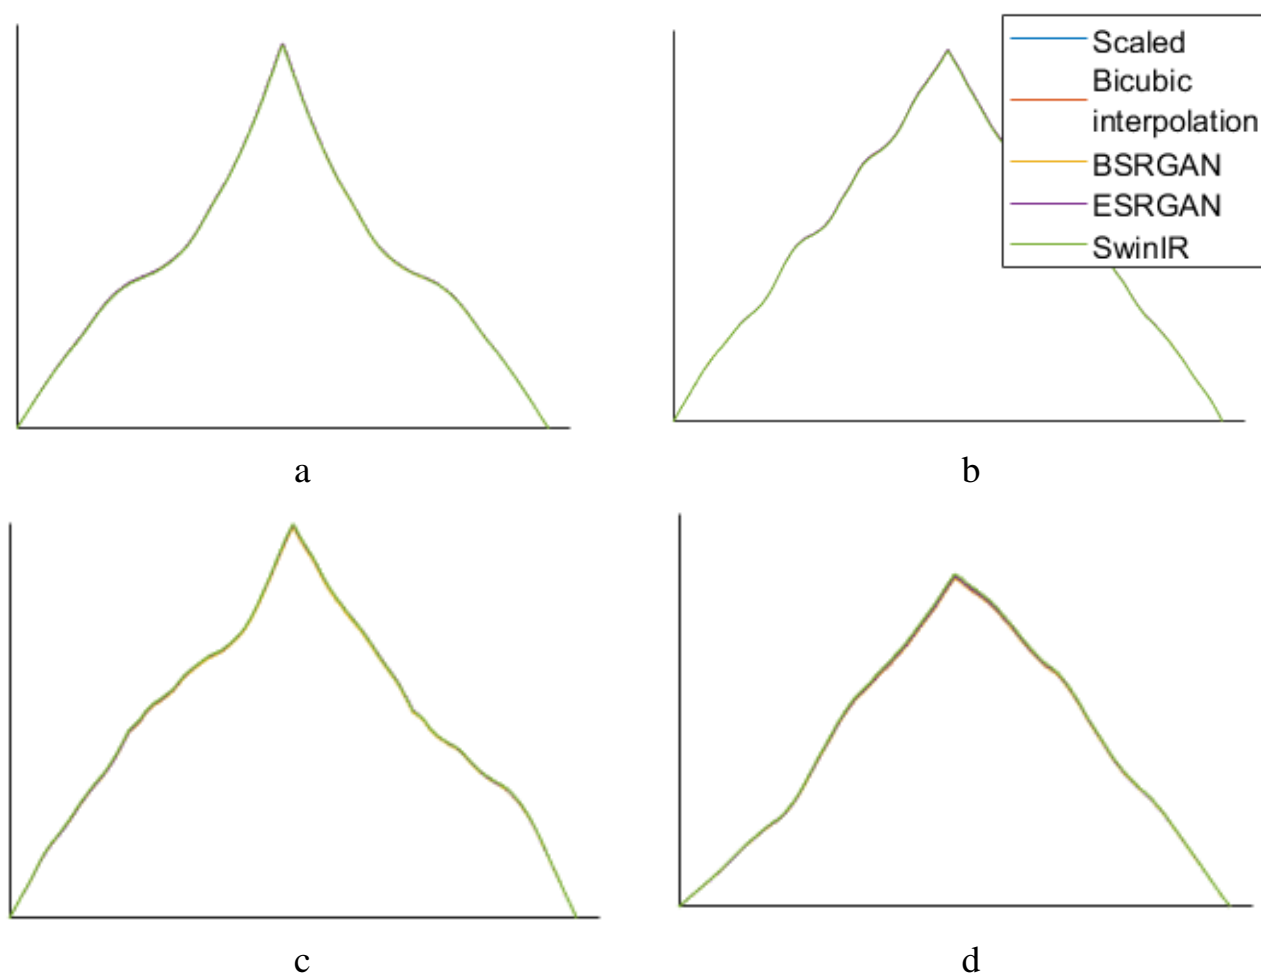 Scaled
Bicubic
interpolation
BSRGAN
ESRGAN
SwinIR
a
b
c
d